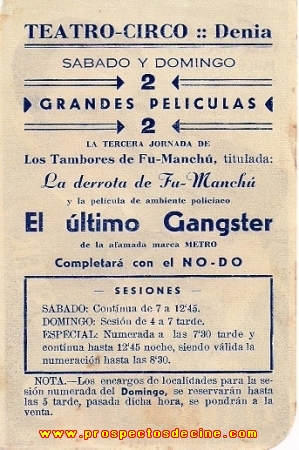 TEATRO-CIRCO :: Denia
SABADO Y DOMINGO
2
GRANDES PELICULAS
2
LA TERCERA JORNADA DE
Los Tambores de Fu-Manchú, titulada:
La derrota de Fu-Manchú
y la película de ambiente policíaco
El último Gangster
de la afamada marca METRO
Completará con el NO-DO
SESIONES
SABADO: Contínua de 7 a 12'45.
DOMINGO: Sesión de 4 a 7 tarde.
ESPECIAL: Numerada a las 7'30 tarde y
contínua hasta 12'45 noche, siendo válida la
numeración hasta las 8'30.
NOTA.—Los encargos de localidades para la se-
sión numerada del Domingo, se reservarán hasta
las 5 tarde, pasada dicha hora, se pondrán a la
venta.
www.prospectosdecine.com